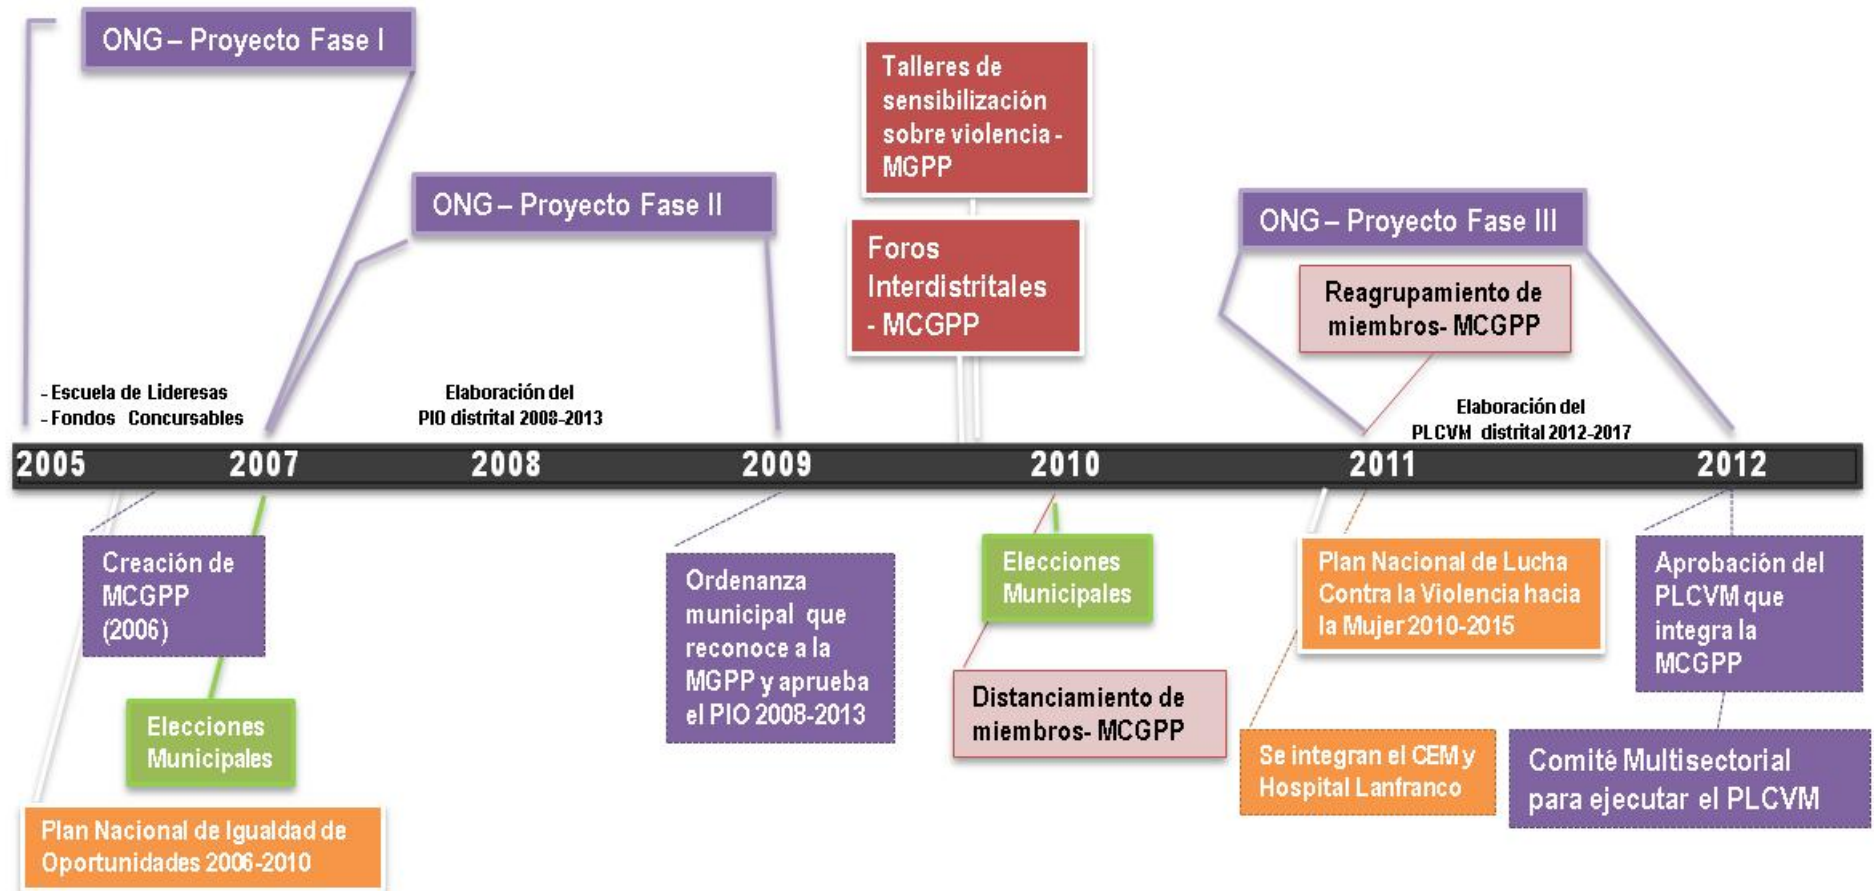 ONG – Proyecto Fase I
ONG – Proyecto Fase II
Talleres de
sensibilización
sobre violencia -
MGPP
Foros
Interdistritales
- MCGPP
ONG – Proyecto Fase III
Reagrupamiento de
miembros- MCGPP
- Escuela de Lideresas
- Fondos Concursables
Elaboración del
PIO distrital 2008-2013
Elaboración del
PLCVM distrital 2012-2017
2005 2007 2008 2009 2010 2011 2012
Creación de
MCGPP
(2006)
Elecciones
Municipales
Plan Nacional de Igualdad de
Oportunidades 2006-2010
Ordenanza
municipal que
reconoce a la
MGPP y aprueba
el PIO 2008-2013
Elecciones
Municipales
Distanciamiento de
miembros- MCGPP
Plan Nacional de Lucha
Contra la Violencia hacia
la Mujer 2010-2015
Se integran el CEM y
Hospital Lanfranco
Aprobación del
PLCVM que
integra la
MCGPP
Comité Multisectorial
para ejecutar el PLCVM